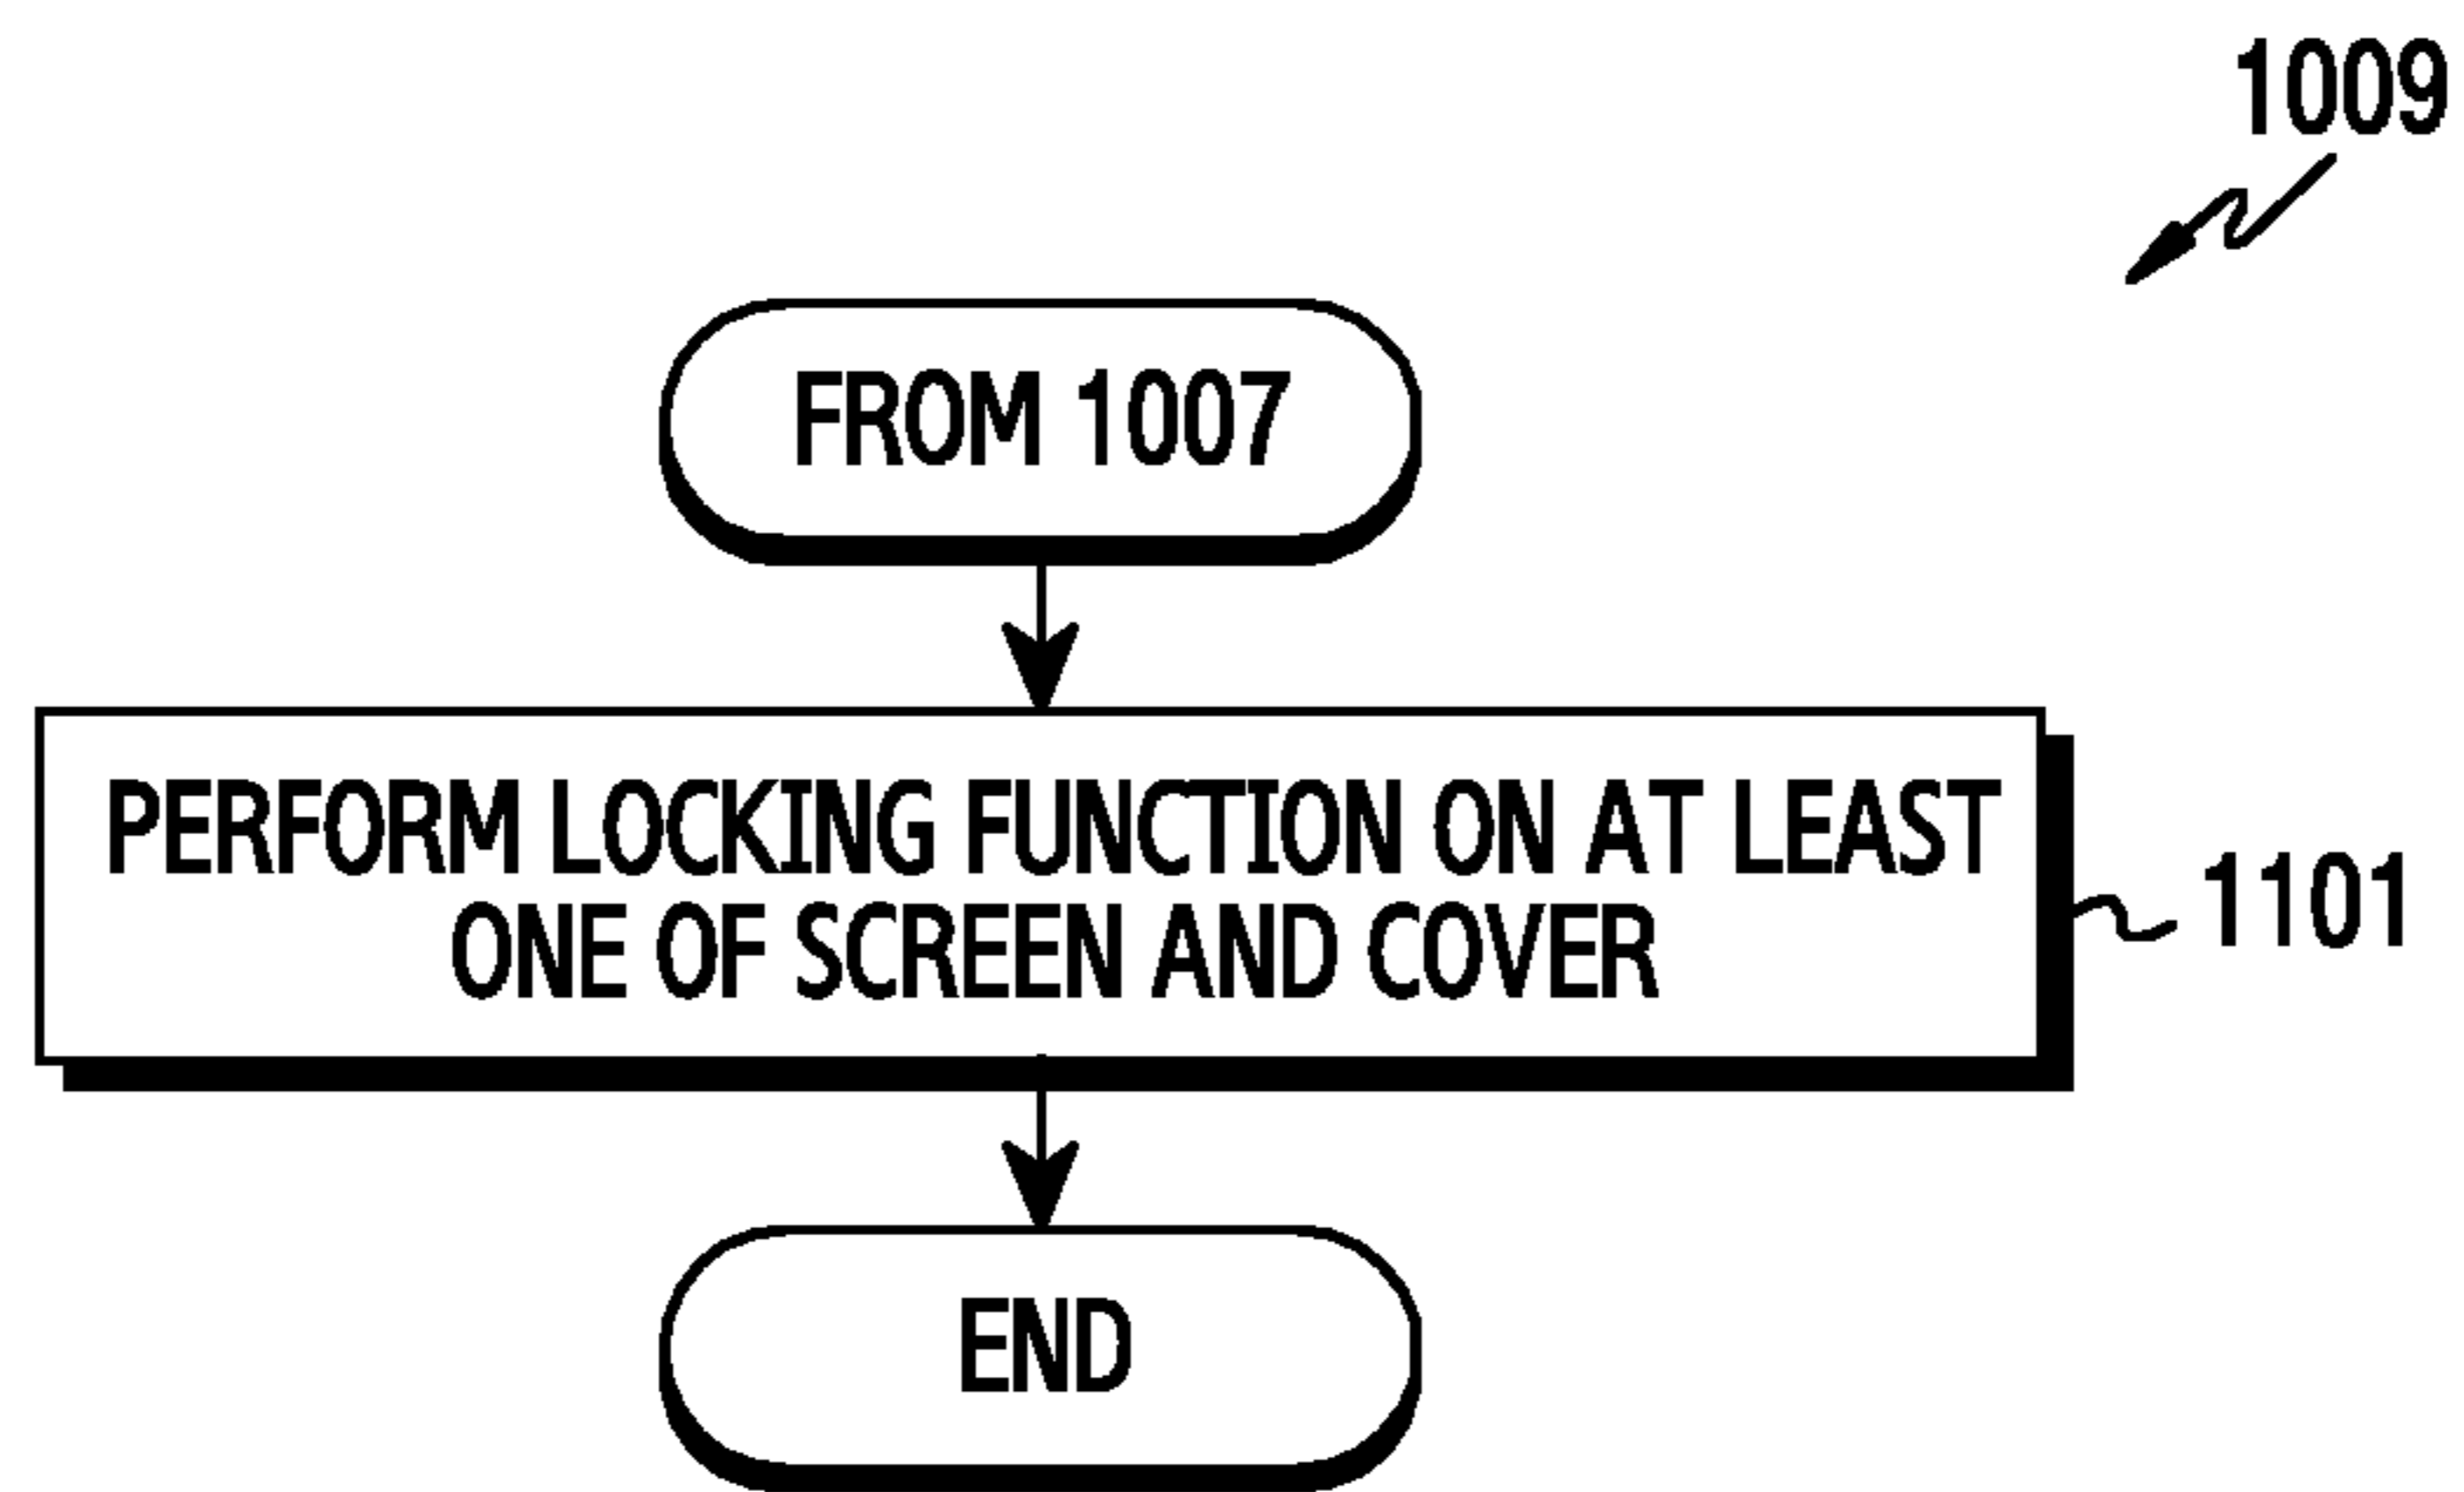 1009
FROM 1007
PERFORM LOCKING FUNCTION ON AT LEAST
ONE OF SCREEN AND COVER
1101
END